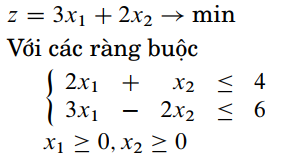 z = 3x₁ + 2x₂ → min
Với các ràng buộc
{ 2x₁ + x₂ ≤ 4
3x₁ − 2x₂ ≤ 6
x₁ ≥ 0, x₂ ≥ 0